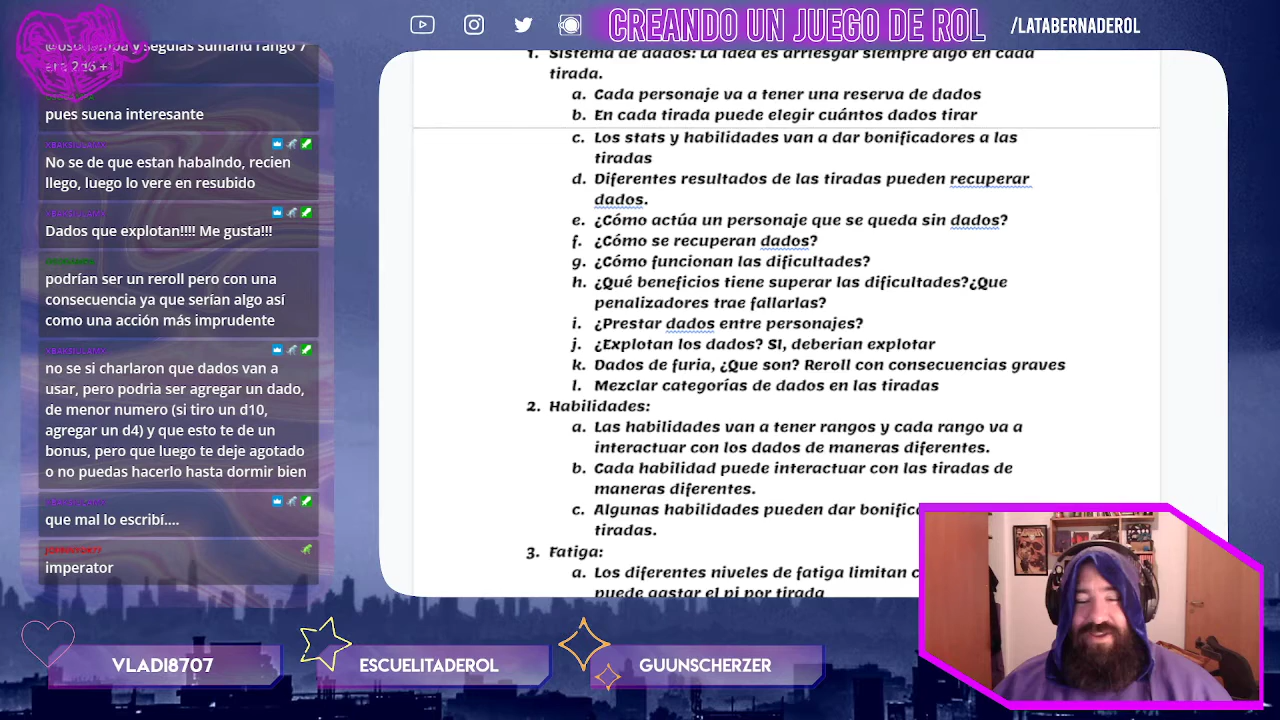 CREANDO UN JUEGO DE ROL
/LATABERNADEROL
y seguias sumand rango 7
era 2d6 +
pues suena interesante
No se de que estan habalndo, recien
llego, luego lo vere en resubido
Dados que explotan!!!! Me gusta!!!
podrían ser un reroll pero con una
consecuencia ya que serían algo así
como una acción más imprudente
no se si charlaron que dados van a
usar, pero podria ser agregar un dado,
de menor numero (si tiro un d10,
agregar un d4) y que esto te de un
bonus, pero que luego te deje agotado
o no puedas hacerlo hasta dormir bien
que mal lo escribí....
imperator
1. Sistema de dados: La idea es arriesgar siempre algo en cada
tirada.
a. Cada personaje va a tener una reserva de dados
b. En cada tirada puede elegir cuántos dados tirar
c. Los stats y habilidades van a dar bonificadores a las
tiradas
d. Diferentes resultados de las tiradas pueden recuperar
dados.
e. ¿Cómo actúa un personaje que se queda sin dados?
f. ¿Cómo se recuperan dados?
g. ¿Cómo funcionan las dificultades?
h. ¿Qué beneficios tiene superar las dificultades?¿Que
penalizadores trae fallarlas?
i. ¿Prestar dados entre personajes?
j. ¿Explotan los dados? SI, deberian explotar
k. Dados de furia, ¿Que son? Reroll con consecuencias graves
l. Mezclar categorías de dados en las tiradas
2. Habilidades:
a. Las habilidades van a tener rangos y cada rango va a
interactuar con los dados de maneras diferentes.
b. Cada habilidad puede interactuar con las tiradas de
maneras diferentes.
c. Algunas habilidades pueden dar bonific
tiradas.
3. Fatiga:
a. Los diferentes niveles de fatiga limitan
puede gastar el pj por tirada
VLADI8707
ESCUELITADEROL
GUUNSCHERZER